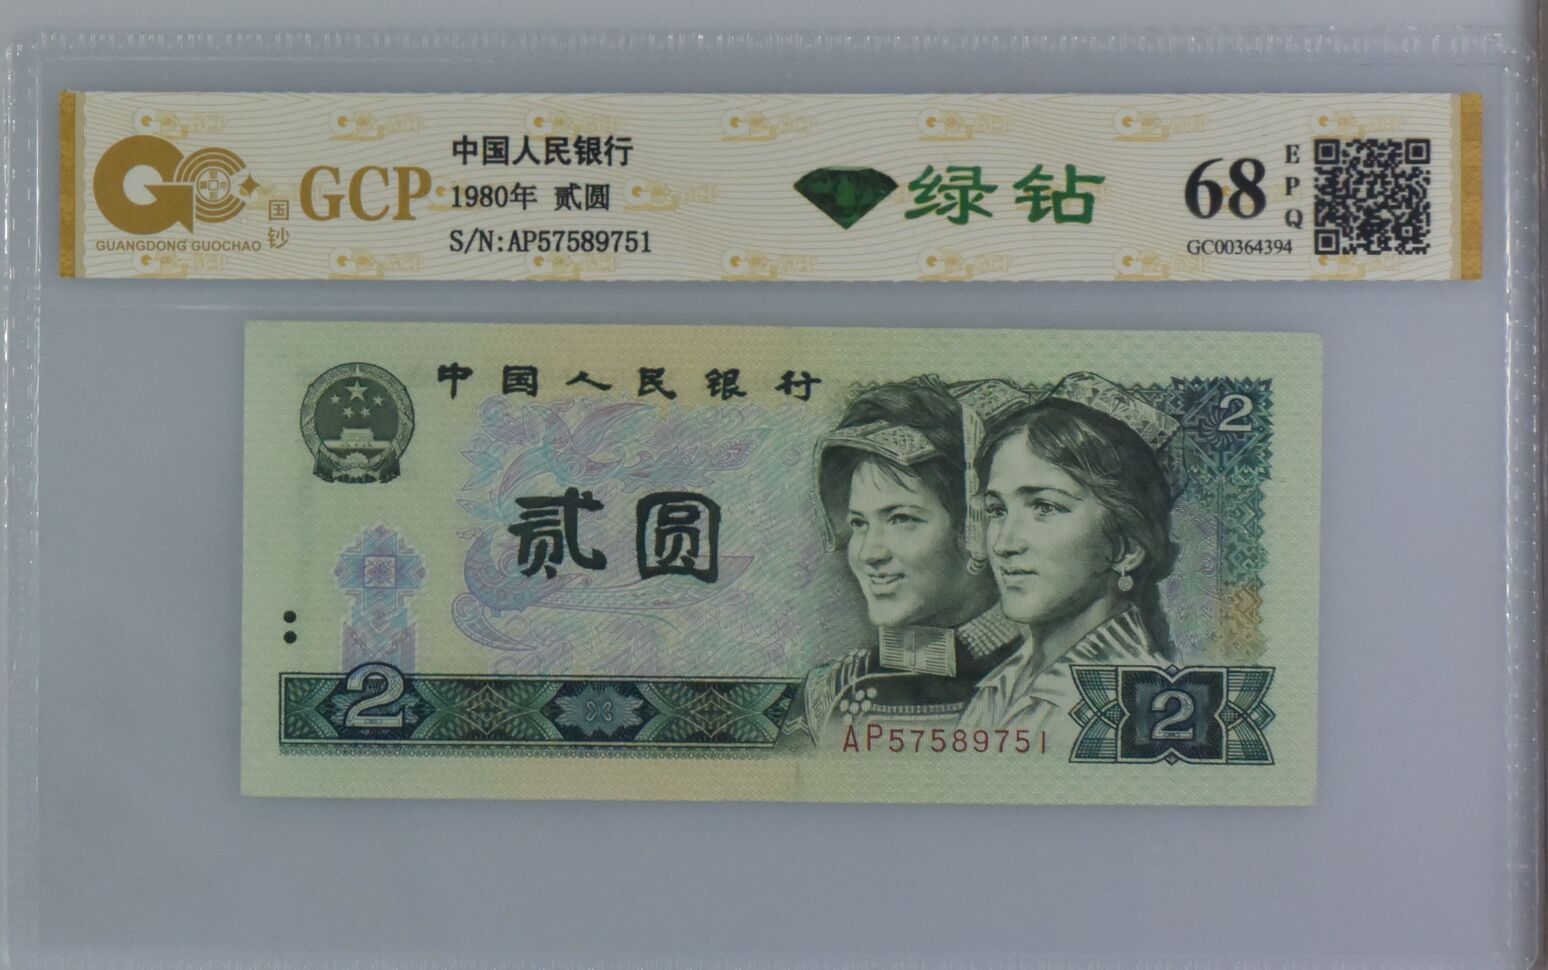 GUANGDONG GUOCHAO
国钞
GCP
中国人民银行
1980年 贰圆
S/N:AP57589751
绿钻
68
EPQ
GC00364394
中国人民银行
贰圆
2
2
2
AP57589751